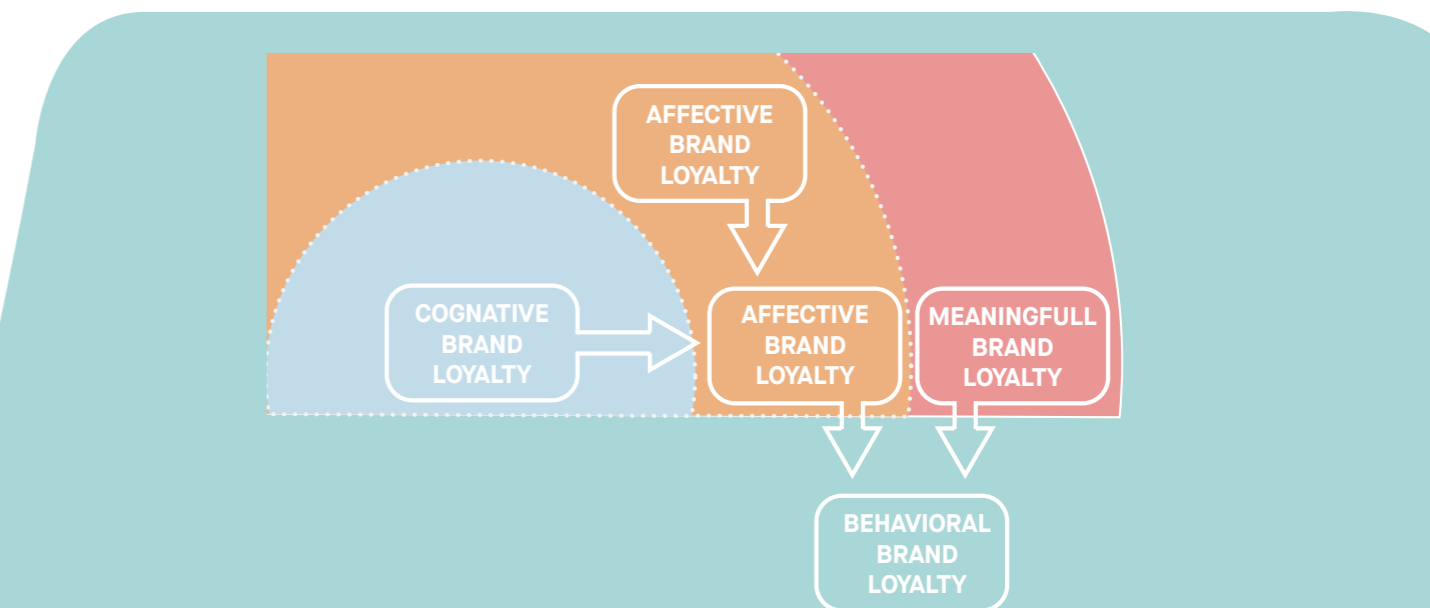 AFFECTIVE
BRAND
LOYALTY
COGNATIVE
BRAND
LOYALTY
AFFECTIVE
BRAND
LOYALTY
MEANINGFULL
BRAND
LOYALTY
BEHAVIORAL
BRAND
LOYALTY